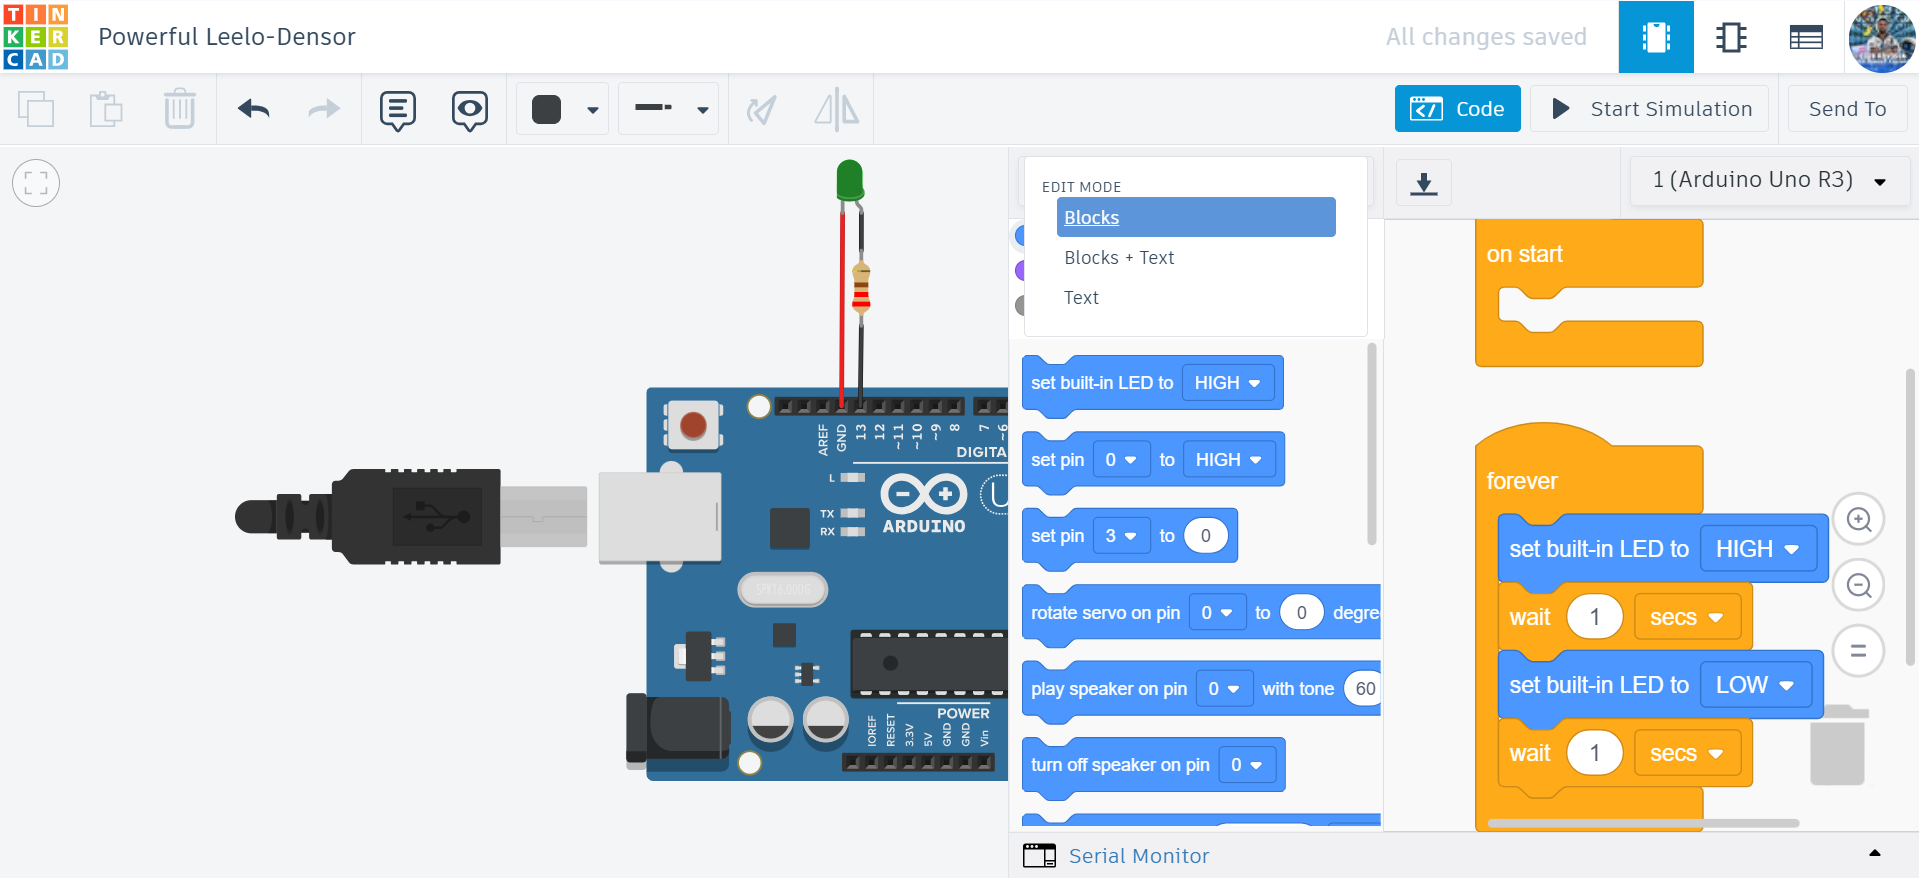 TIN
KER
CAD
Powerful Leelo-Densor
All changes saved
Code
Start Simulation
Send To
EDIT MODE
Blocks
Blocks + Text
Text
1 (Arduino Uno R3)
on start
set built-in LED to HIGH
set pin 0 to HIGH
set pin 3 to 0
rotate servo on pin 0 to 0 degre
play speaker on pin 0 with tone 60
turn off speaker on pin 0
forever
set built-in LED to HIGH
wait 1 secs
set built-in LED to LOW
wait 1 secs
AREF
GND
13
12
~11
~10
~9
8
7
~6
DIGITA
L
TX
RX
ARDUINO
U
SPK16.000G
POWER
IOREF
RESET
3.3V
5V
GND
GND
Vin
Serial Monitor